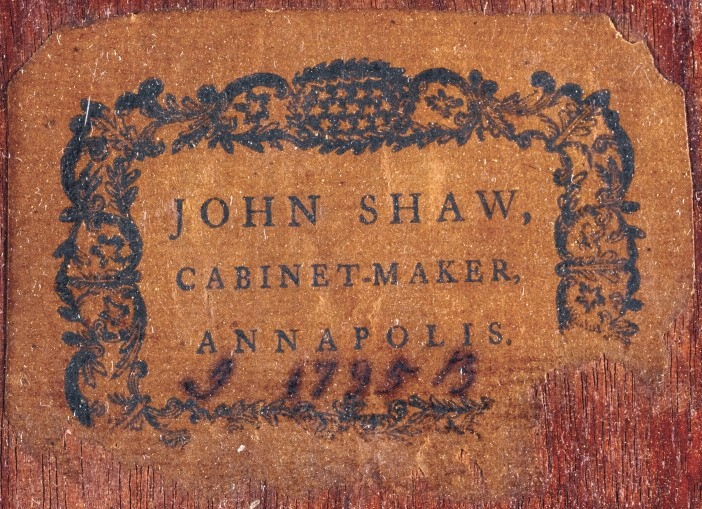 JOHN SHAW,
CABINET-MAKER,
ANNAPOLIS.
1795 B